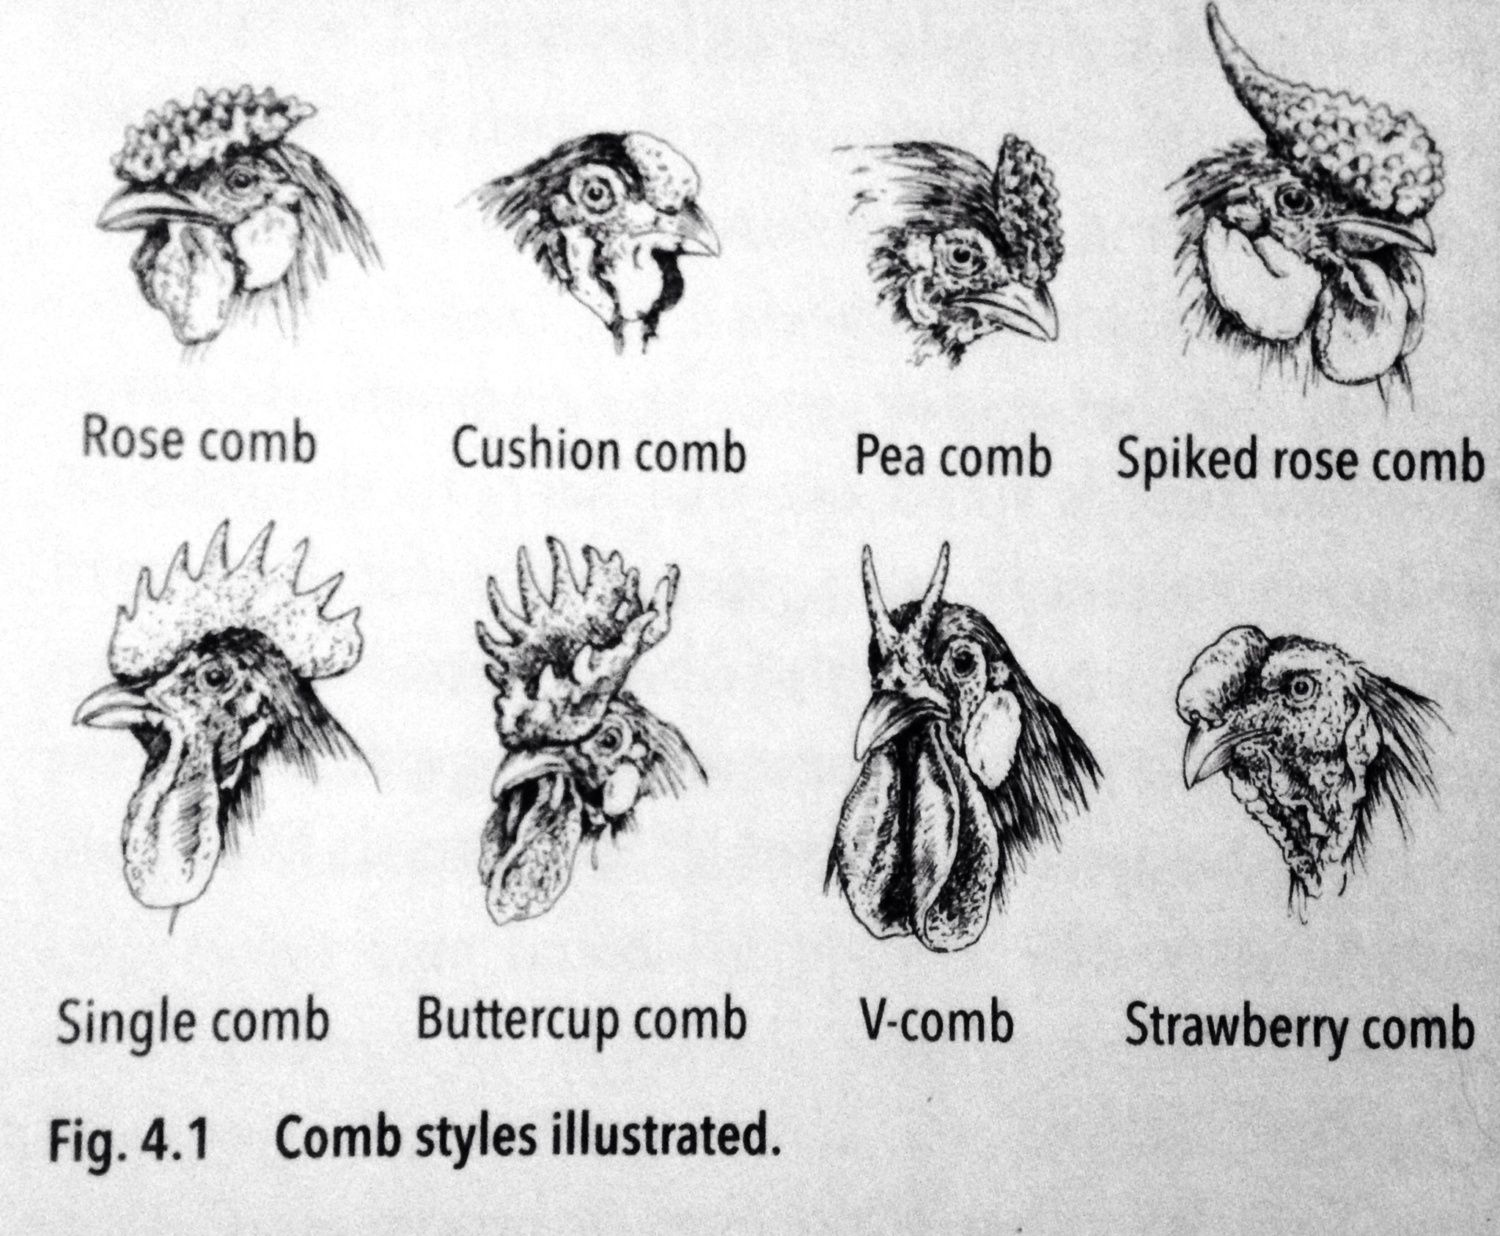 Rose comb
Cushion comb
Pea comb
Spiked rose comb
Single comb
Buttercup comb
V-comb
Strawberry comb
Fig. 4.1 Comb styles illustrated.